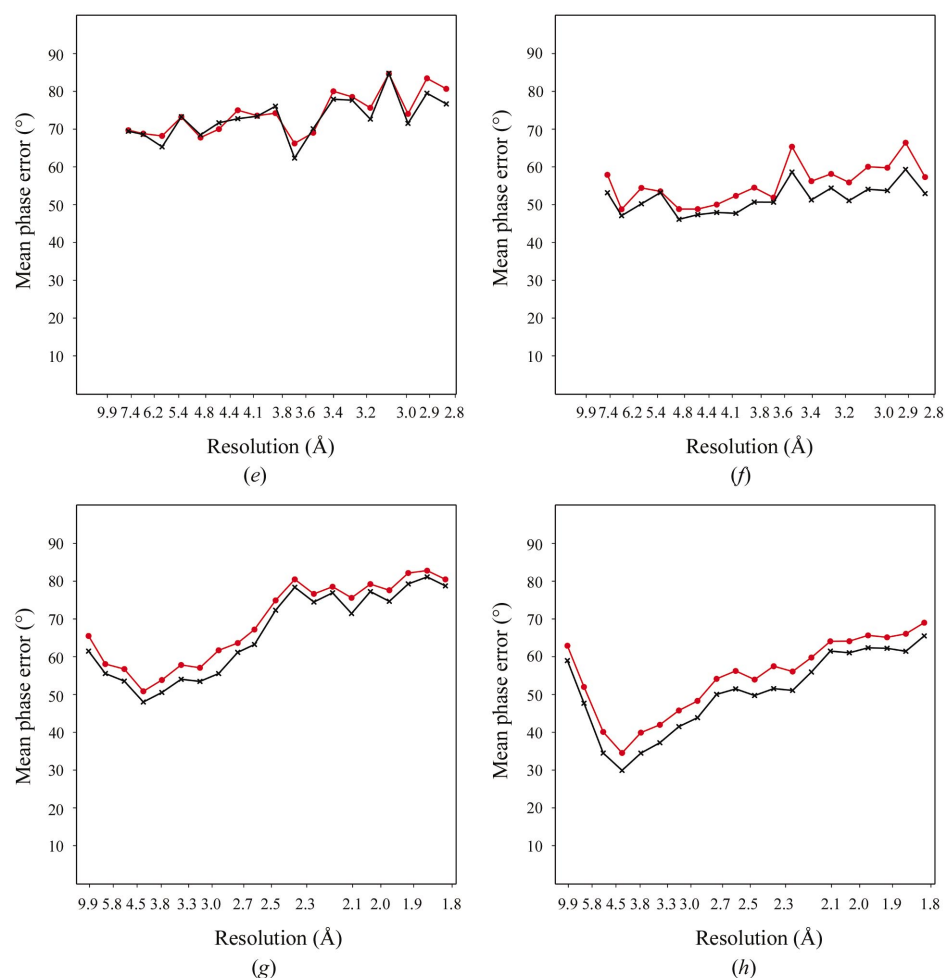 Mean phase error (°)
90
80
70
60
50
40
30
20
10
9.9 7.4 6.2 5.4 4.8 4.4 4.1 3.8 3.6 3.4 3.2 3.0 2.9 2.8
Resolution (Å)
(e)
Mean phase error (°)
90
80
70
60
50
40
30
20
10
9.9 7.4 6.2 5.4 4.8 4.4 4.1 3.8 3.6 3.4 3.2 3.0 2.9 2.8
Resolution (Å)
(f)
Mean phase error (°)
90
80
70
60
50
40
30
20
10
9.9 5.8 4.5 3.8 3.3 3.0 2.7 2.5 2.3 2.1 2.0 1.9 1.8
Resolution (Å)
(g)
Mean phase error (°)
90
80
70
60
50
40
30
20
10
9.9 5.8 4.5 3.8 3.3 3.0 2.7 2.5 2.3 2.1 2.0 1.9 1.8
Resolution (Å)
(h)